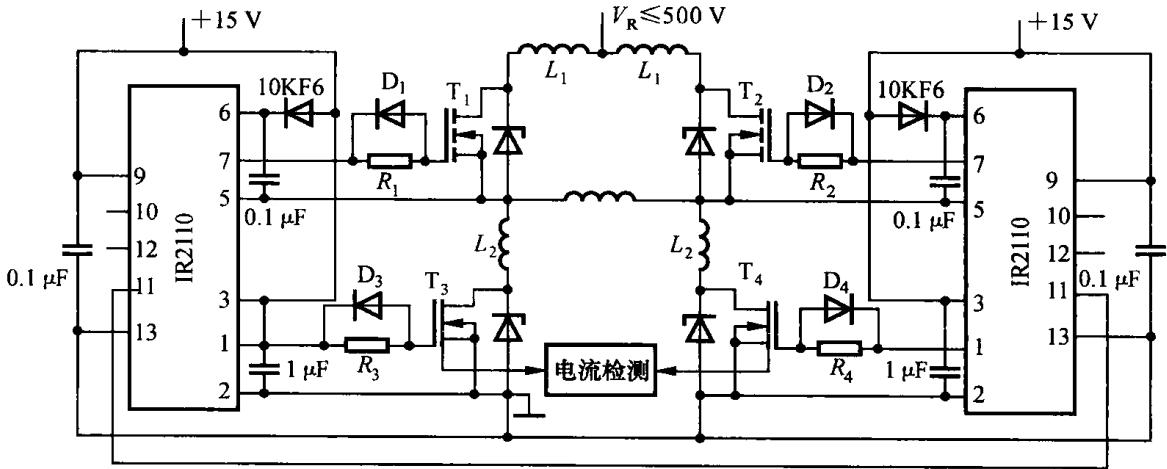 +15 V
V_R≤500 V
+15 V
L₁
L₁
10KF6
D₁
T₁
T₂
D₂
10KF6
6
7
5
R₁
R₂
6
7
5
9
10
12
11
13
IR2110
0.1 μF
0.1 μF
0.1 μF
0.1 μF
9
10
12
11
13
IR2110
L₂
L₂
D₃
T₃
T₄
D₄
3
1
2
R₃
1 μF
电流检测
R₄
1 μF
3
1
2